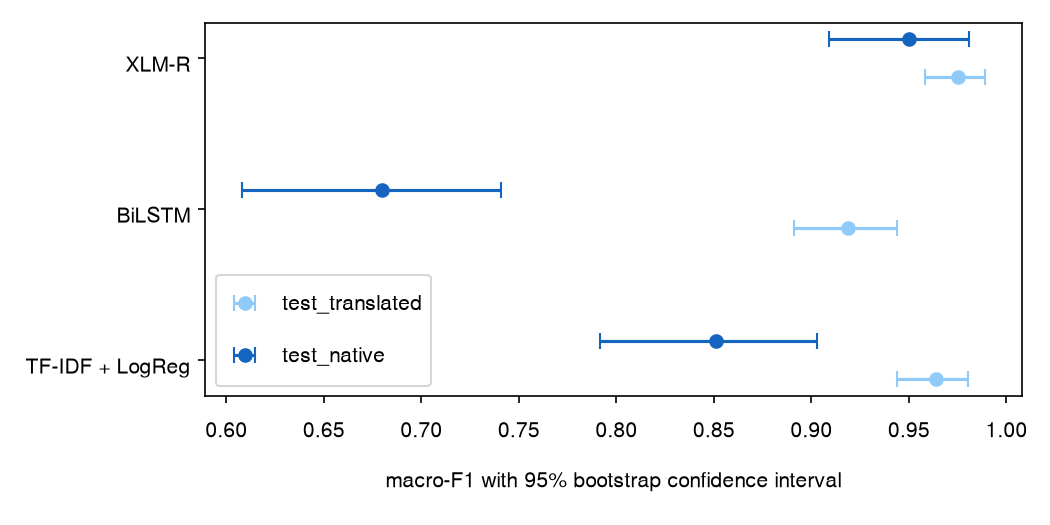 XLM-R
BiLSTM
TF-IDF + LogReg
test_translated
test_native
0.60 0.65 0.70 0.75 0.80 0.85 0.90 0.95 1.00
macro-F1 with 95% bootstrap confidence interval